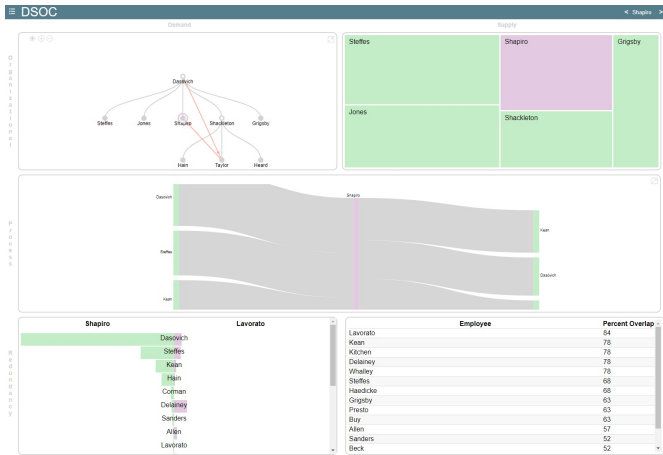 DSOC
< Shapiro >
Demand
Supply
Organizational
Dasovich
Steffes
Jones
Shapiro
Shackleton
Grigsby
Hain
Taylor
Heard
Steffes
Shapiro
Grigsby
Jones
Shackleton
Process
Dasovich
Shapiro
Steffes
Kean
Kean
Dasovich
Redundancy
Shapiro Lavorato
Dasovich
Steffes
Kean
Hain
Corman
Delainey
Sanders
Allen
Lavorato
Employee Percent Overlap
Lavorato 84
Kean 78
Kitchen 78
Delainey 78
Whalley 78
Steffes 68
Haedicke 68
Grigsby 63
Presto 63
Buy 63
Allen 57
Sanders 52
Beck 52